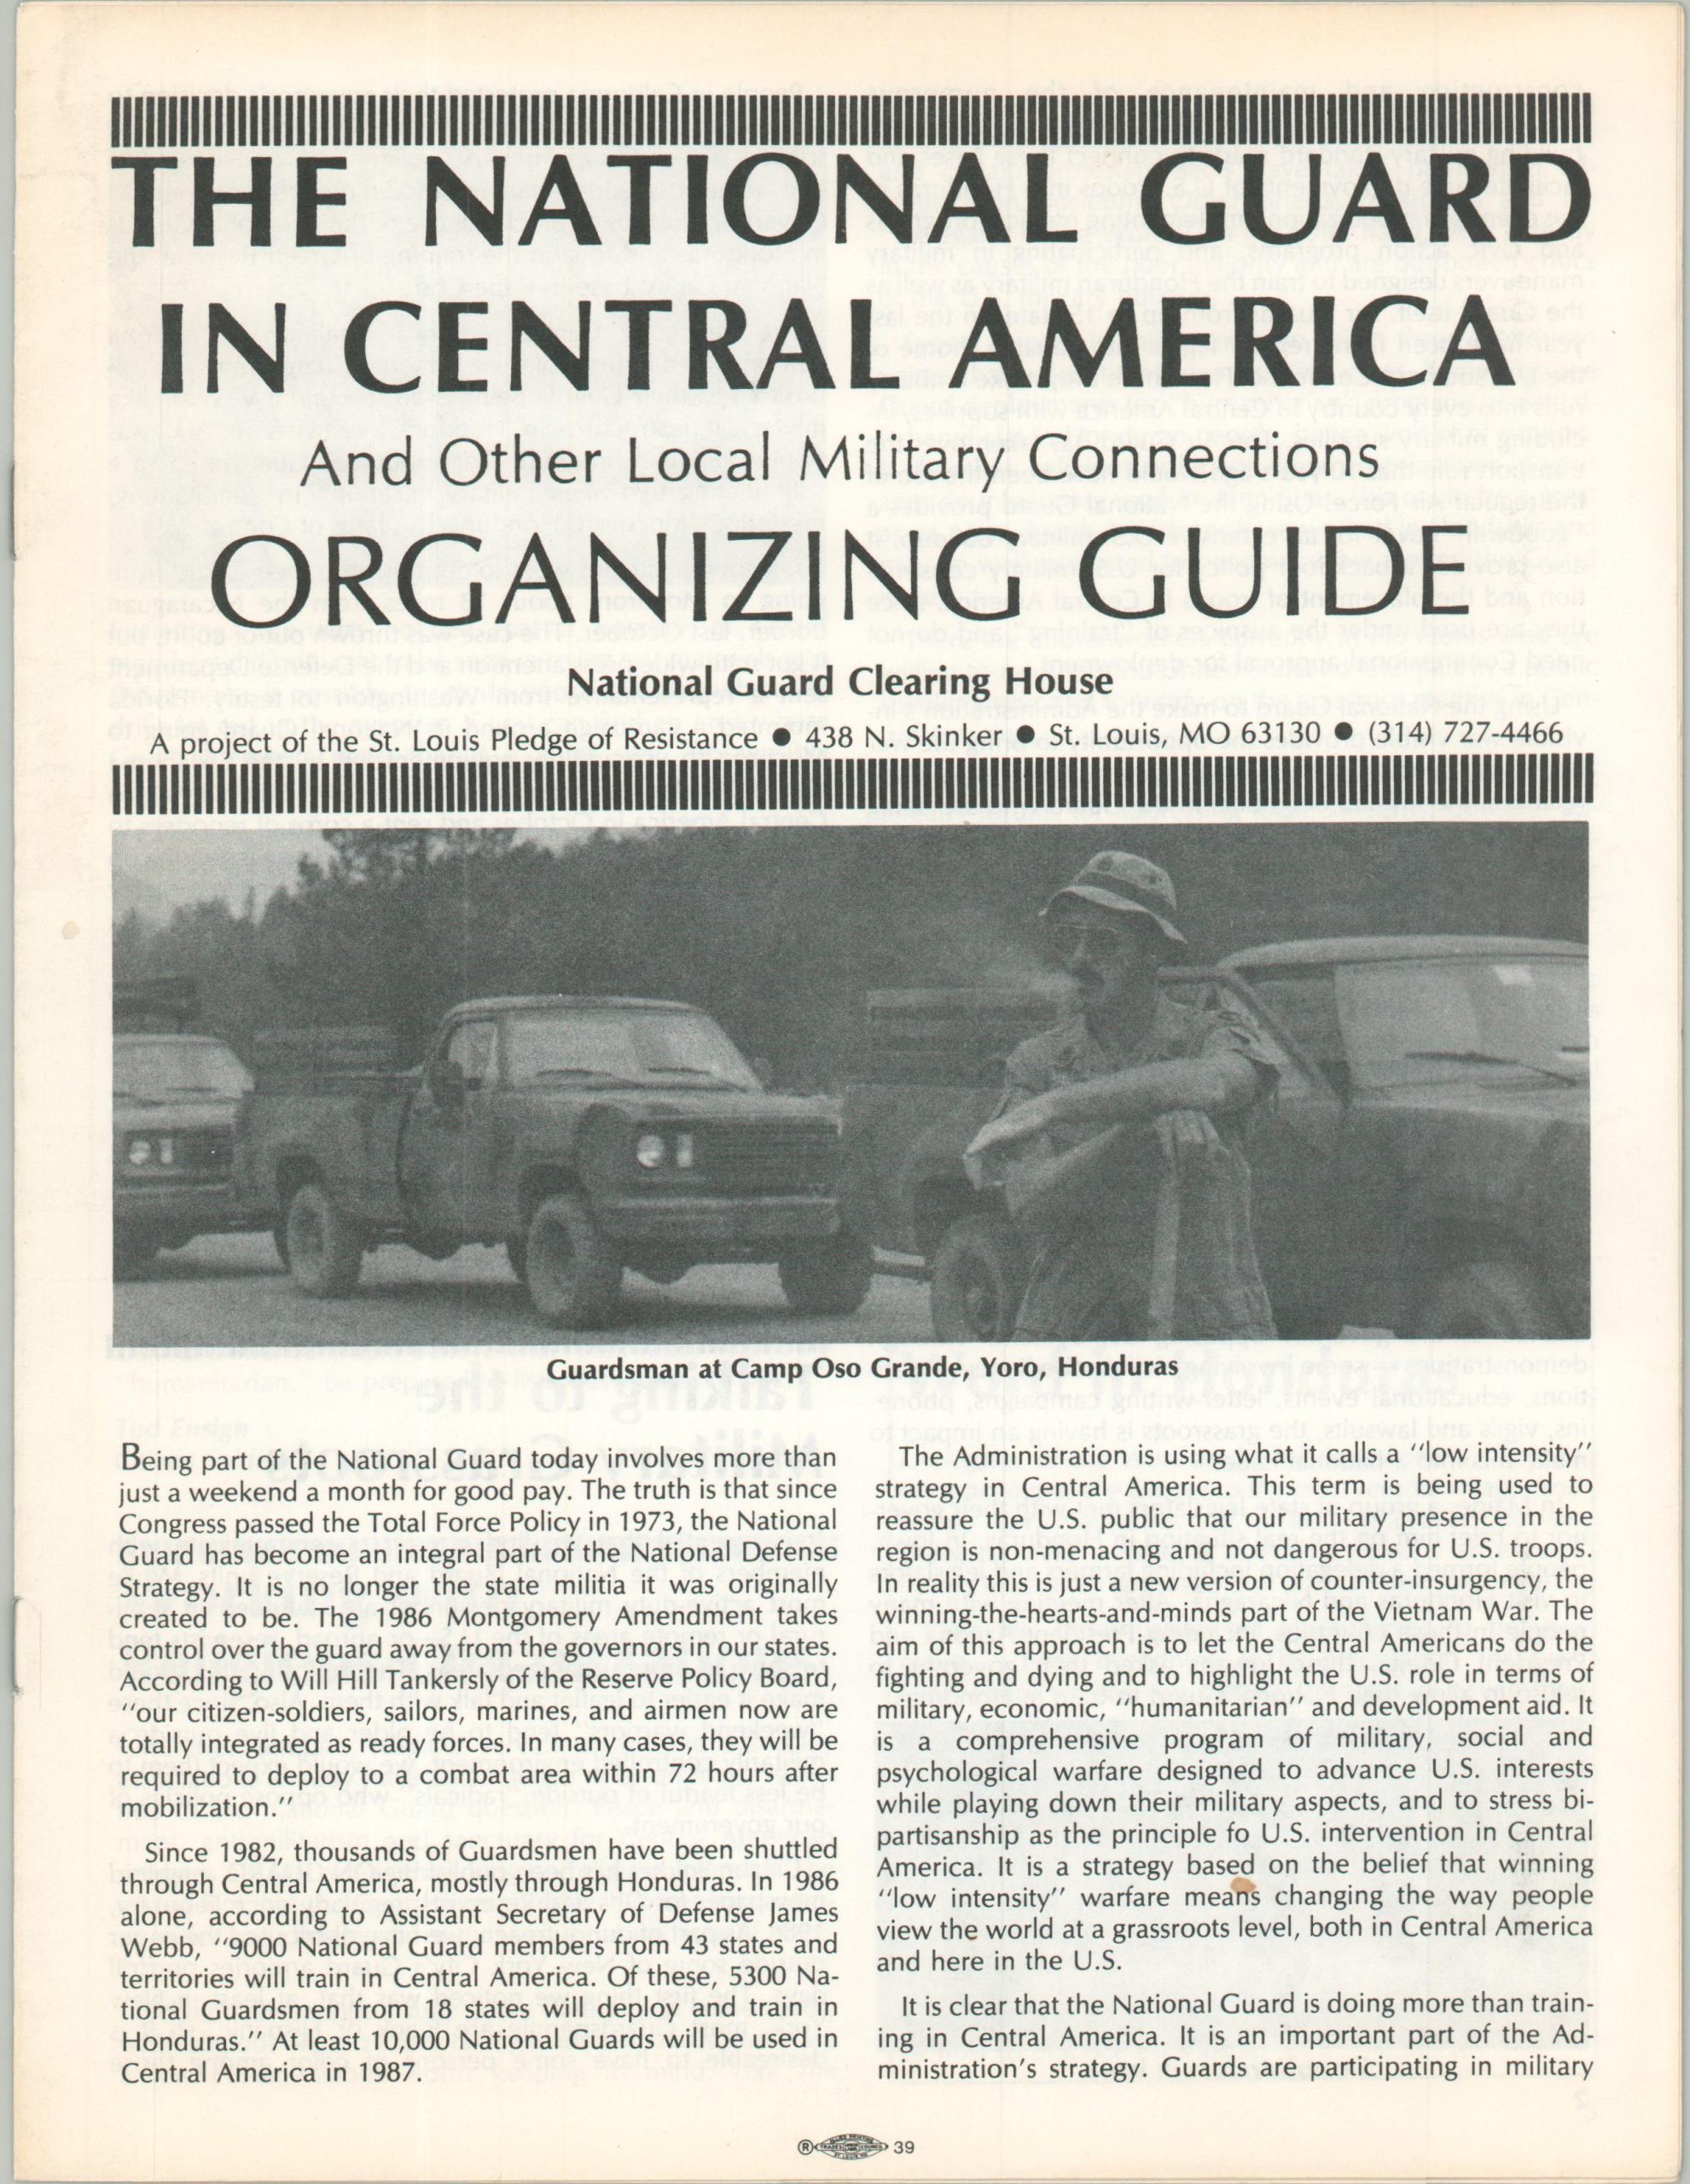 THE NATIONAL GUARD
IN CENTRAL AMERICA
And Other Local Military Connections
ORGANIZING GUIDE
National Guard Clearing House
A project of the St. Louis Pledge of Resistance ● 438 N. Skinker ● St. Louis, MO 63130 ● (314) 727-4466
Guardsman at Camp Oso Grande, Yoro, Honduras
Being part of the National Guard today involves more than
just a weekend a month for good pay. The truth is that since
Congress passed the Total Force Policy in 1973, the National
Guard has become an integral part of the National Defense
Strategy. It is no longer the state militia it was originally
created to be. The 1986 Montgomery Amendment takes
control over the guard away from the governors in our states.
According to Will Hill Tankersly of the Reserve Policy Board,
“our citizen-soldiers, sailors, marines, and airmen now are
totally integrated as ready forces. In many cases, they will be
required to deploy to a combat area within 72 hours after
mobilization.”
Since 1982, thousands of Guardsmen have been shuttled
through Central America, mostly through Honduras. In 1986
alone, according to Assistant Secretary of Defense James
Webb, “9000 National Guard members from 43 states and
territories will train in Central America. Of these, 5300 Na-
tional Guardsmen from 18 states will deploy and train in
Honduras.” At least 10,000 National Guards will be used in
Central America in 1987.
The Administration is using what it calls a “low intensity”
strategy in Central America. This term is being used to
reassure the U.S. public that our military presence in the
region is non-menacing and not dangerous for U.S. troops.
In reality this is just a new version of counter-insurgency, the
winning-the-hearts-and-minds part of the Vietnam War. The
aim of this approach is to let the Central Americans do the
fighting and dying and to highlight the U.S. role in terms of
military, economic, “humanitarian” and development aid. It
is a comprehensive program of military, social and
psychological warfare designed to advance U.S. interests
while playing down their military aspects, and to stress bi-
partisanship as the principle fo U.S. intervention in Central
America. It is a strategy based on the belief that winning
“low intensity” warfare means changing the way people
view the world at a grassroots level, both in Central America
and here in the U.S.
It is clear that the National Guard is doing more than train-
ing in Central America. It is an important part of the Ad-
ministration's strategy. Guards are participating in military
® 39